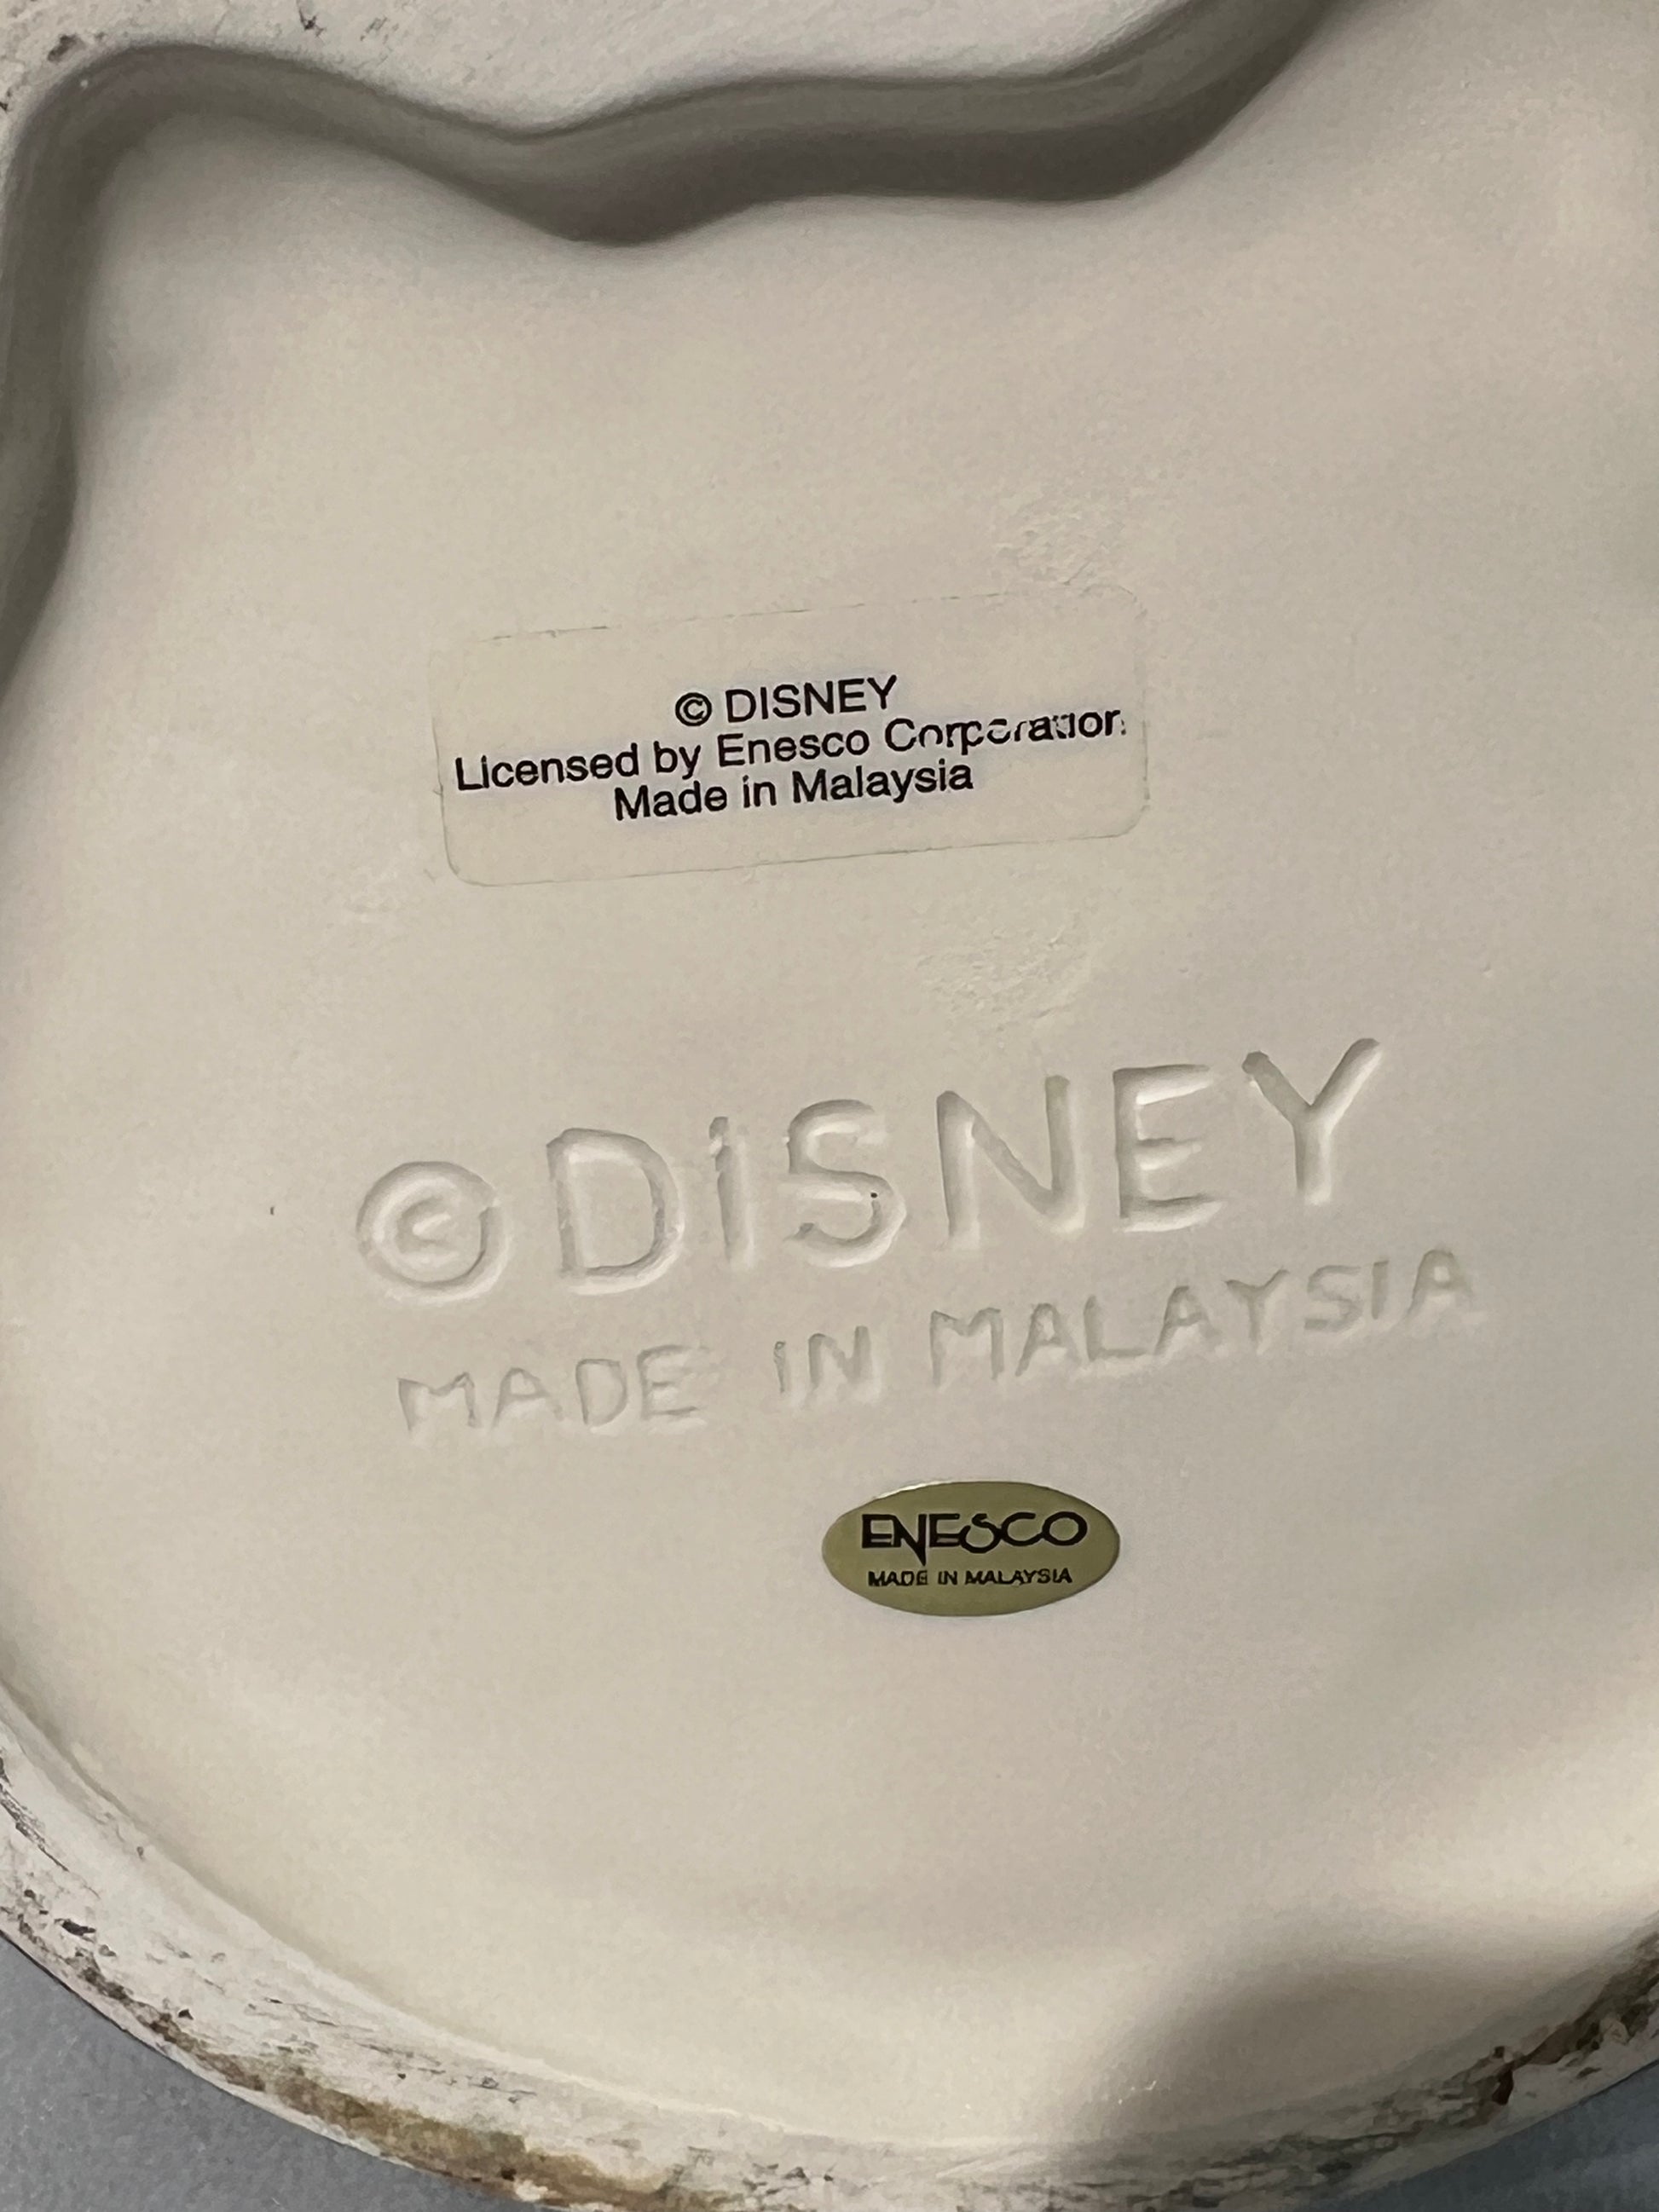 © DISNEY
Licensed by Enesco Corporation
Made in Malaysia
© DISNEY
MADE IN MALAYSIA
ENESCO
MADE IN MALAYSIA